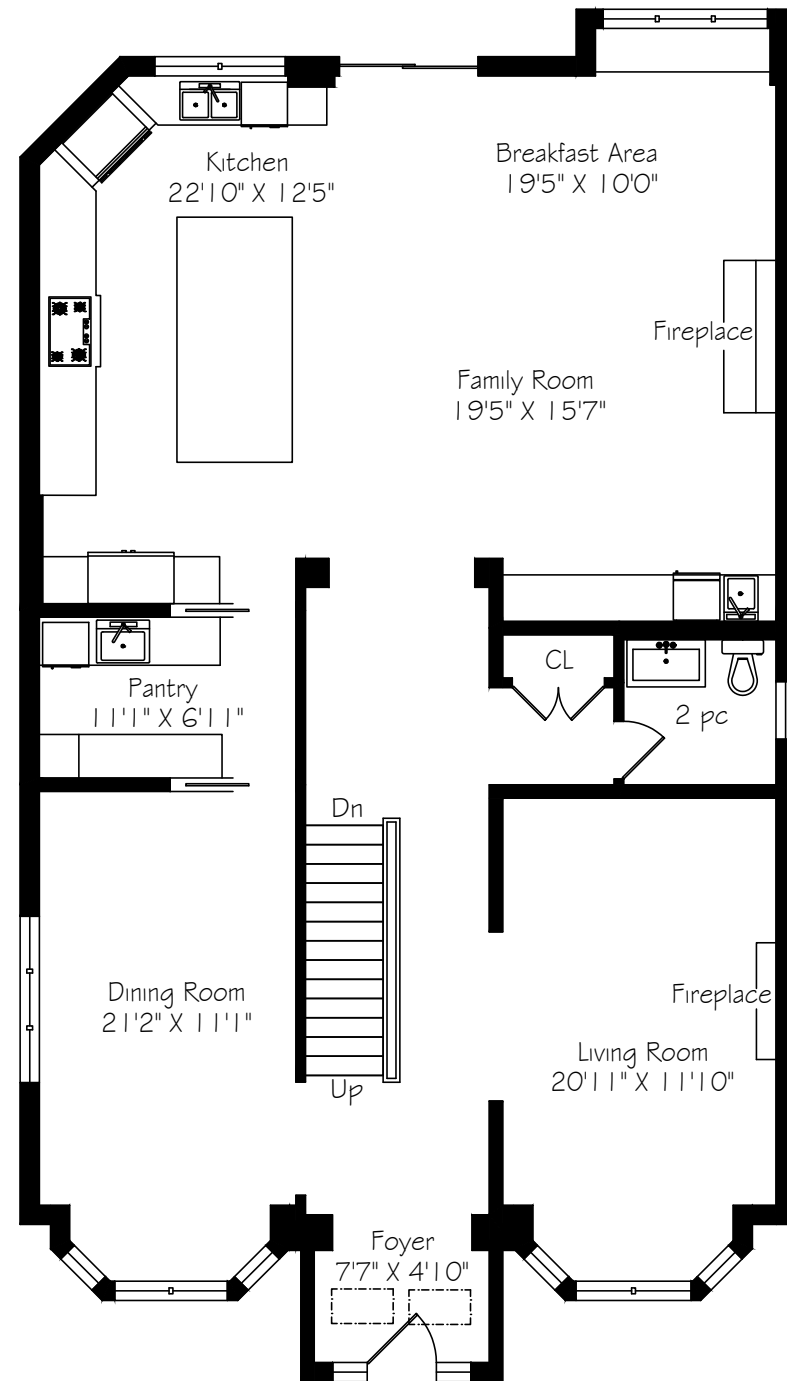 Kitchen
22'10" X 12'5"
Breakfast Area
19'5" X 10'0"
Fireplace
Family Room
19'5" X 15'7"
CL
Pantry
11'1" X 6'11"
2 pc
Dn
Dining Room
21'2" X 11'1"
Fireplace
Living Room
20'11" X 11'10"
Up
Foyer
7'7" X 4'10"